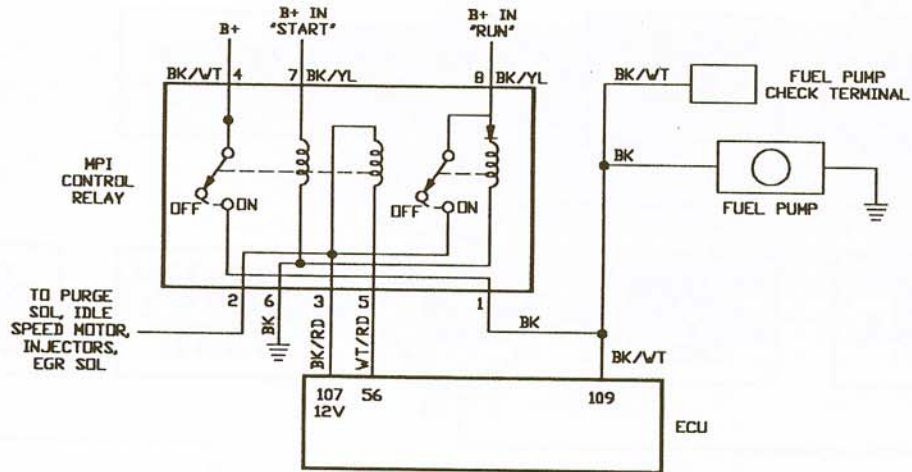 B+
B+ IN
"START"
B+ IN
"RUN"
BK/WT 4
7 BK/YL
8 BK/YL
BK/WT
FUEL PUMP
CHECK TERMINAL
MPI
CONTROL
RELAY
OFF
ON
OFF
ON
BK
FUEL PUMP
2
6
3
5
1
TO PURGE
SOL, IDLE
SPEED MOTOR,
INJECTORS,
EGR SOL
BK
BK/RD
WT/RD
BK
BK/WT
107
12V
56
109
ECU